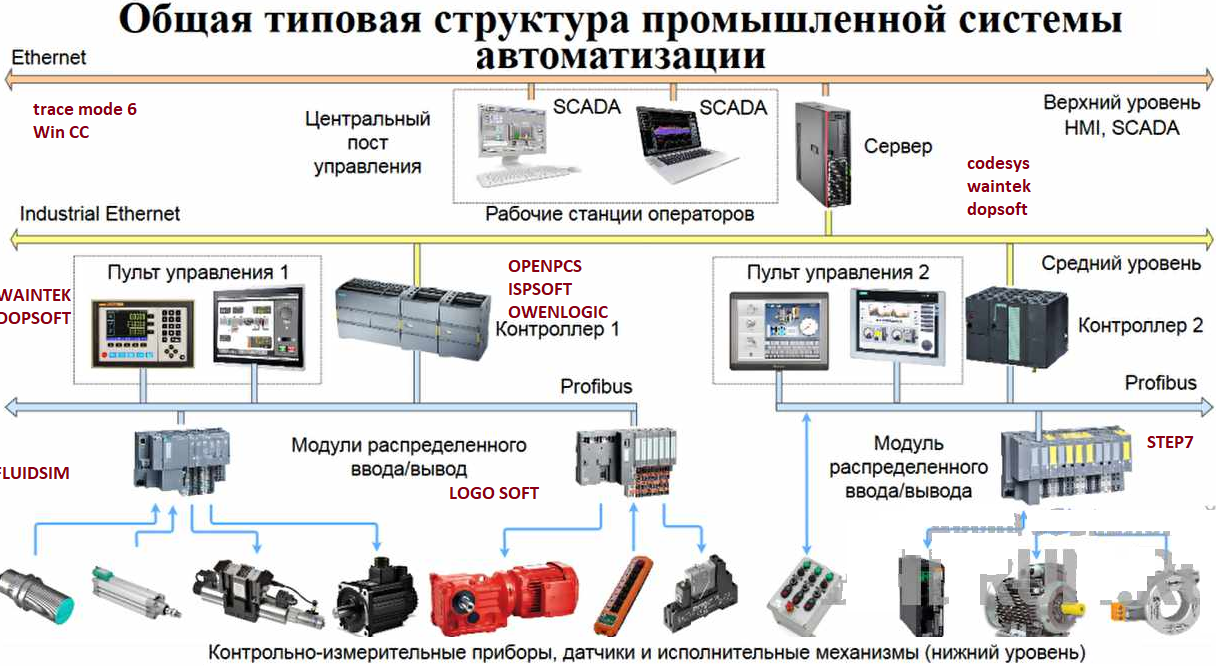 Общая типовая структура промышленной системы
автоматизации
Ethernet
trace mode 6
Win CC
Центральный
пост
управления
SCADA
SCADA
Сервер
Верхний уровень
HMI, SCADA
codesys
waintek
dopsoft
Рабочие станции операторов
Industrial Ethernet
Средний уровень
Пульт управления 1
WAINTEK
DOPSOFT
OPENPCS
ISPSOFT
OWENLOGIC
Контроллер 1
Пульт управления 2
Контроллер 2
Profibus
Profibus
Модули распределенного
ввода/вывод
FLUIDSIM
LOGO SOFT
Модуль
распределенного
ввода/вывода
STEP7
Контрольно-измерительные приборы, датчики и исполнительные механизмы (нижний уровень)